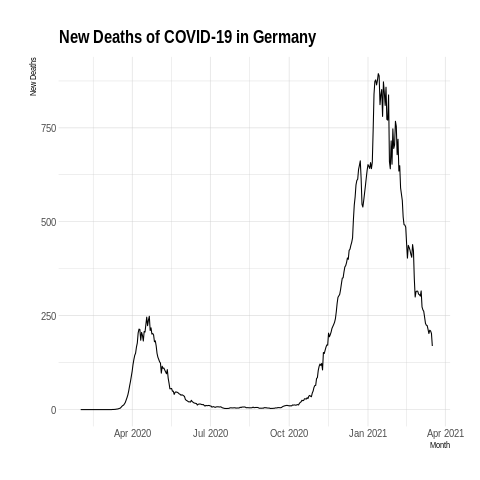 New Deaths of COVID-19 in Germany
New Deaths
750
500
250
0
Apr 2020 Jul 2020 Oct 2020 Jan 2021 Apr 2021
Month